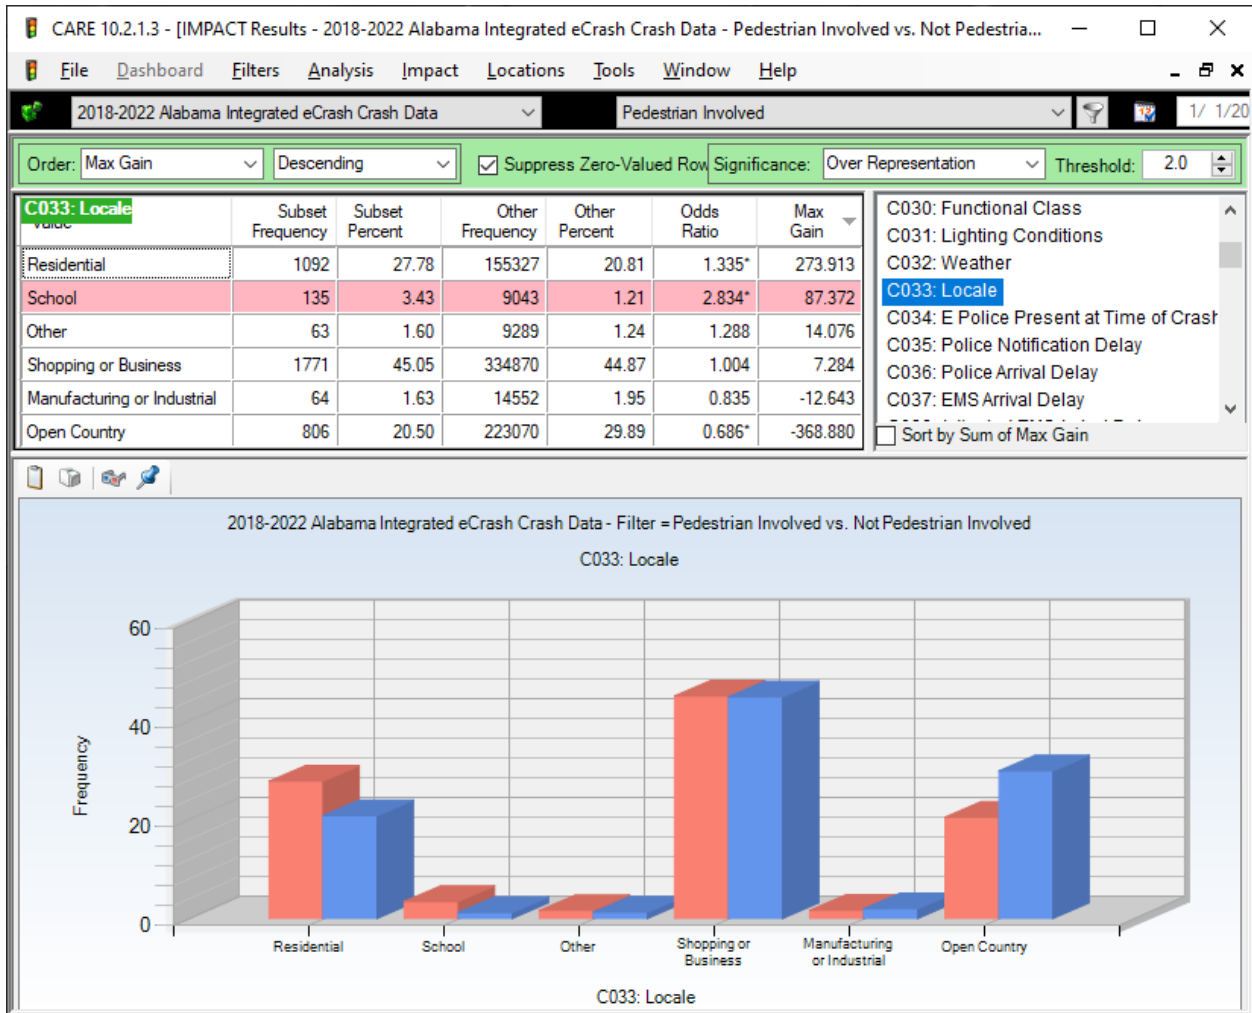 CARE 10.2.1.3 - [IMPACT Results - 2018-2022 Alabama Integrated eCrash Crash Data - Pedestrian Involved vs. Not Pedestria...
File Dashboard Filters Analysis Impact Locations Tools Window Help
2018-2022 Alabama Integrated eCrash Crash Data Pedestrian Involved 1/ 1/20
Order: Max Gain Descending Suppress Zero-Valued Row Significance: Over Representation Threshold: 2.0
C033: Locale Subset Frequency Subset Percent Other Frequency Other Percent Odds Ratio Max Gain
Residential 1092 27.78 155327 20.81 1.335* 273.913
School 135 3.43 9043 1.21 2.834* 87.372
Other 63 1.60 9289 1.24 1.288 14.076
Shopping or Business 1771 45.05 334870 44.87 1.004 7.284
Manufacturing or Industrial 64 1.63 14552 1.95 0.835 -12.643
Open Country 806 20.50 223070 29.89 0.686* -368.880
C030: Functional Class
C031: Lighting Conditions
C032: Weather
C033: Locale
C034: E Police Present at Time of Crash
C035: Police Notification Delay
C036: Police Arrival Delay
C037: EMS Arrival Delay
Sort by Sum of Max Gain
2018-2022 Alabama Integrated eCrash Crash Data - Filter = Pedestrian Involved vs. Not Pedestrian Involved
C033: Locale
Frequency
60
40
20
0
Residential School Other Shopping or Business Manufacturing or Industrial Open Country
C033: Locale